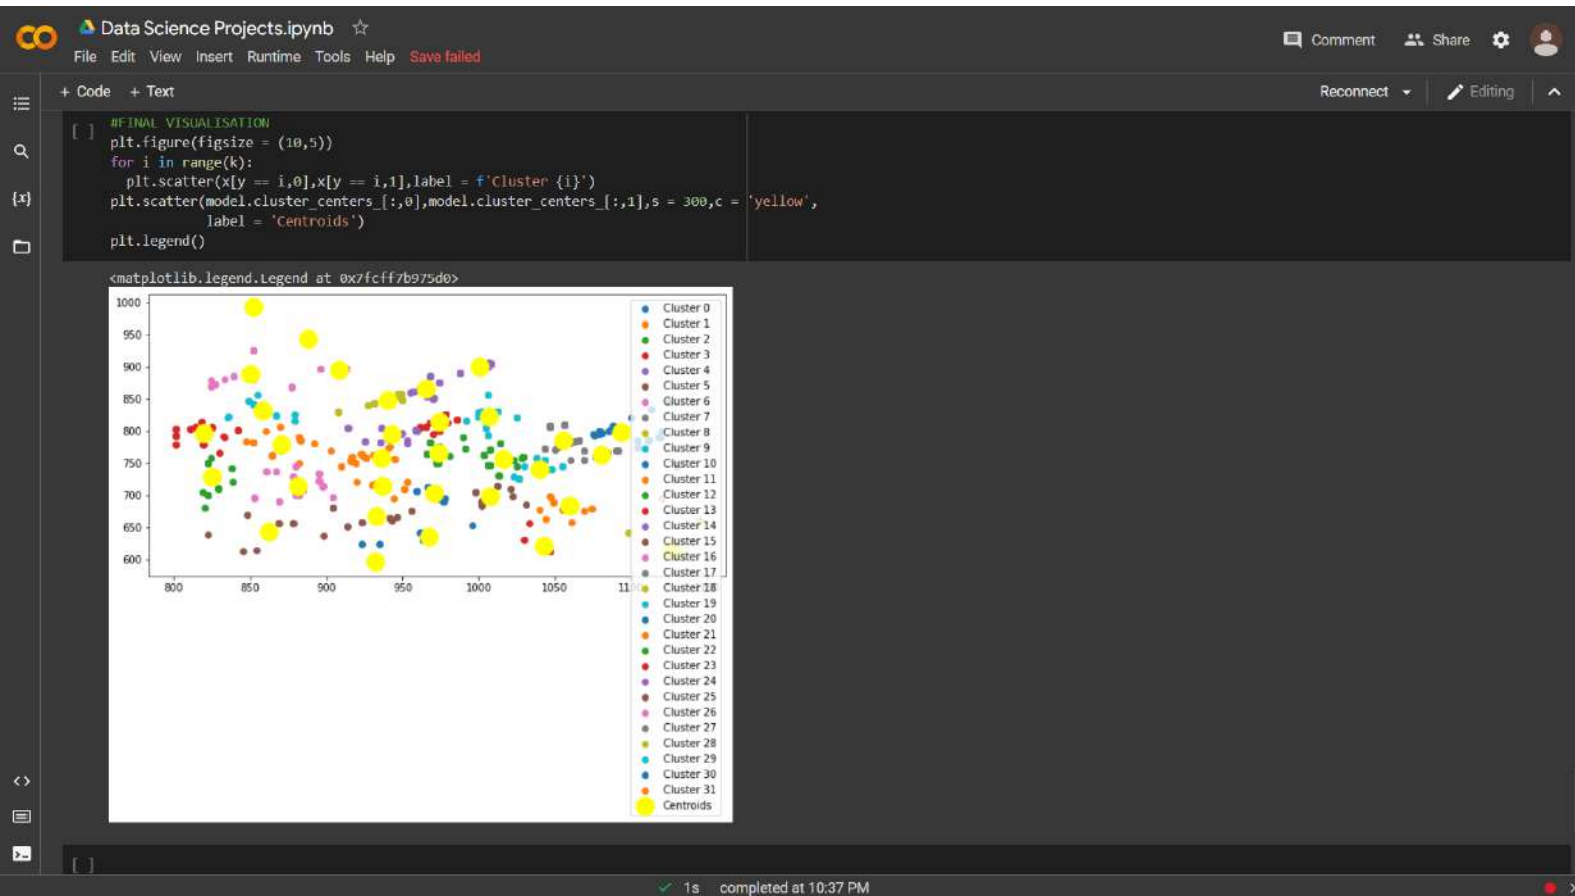 Data Science Projects.ipynb
File Edit View Insert Runtime Tools Help Save failed
Comment Share
+ Code + Text
Reconnect Editing
[ ]
#FINAL VISUALISATION
plt.figure(figsize = (10,5))
for i in range(k):
plt.scatter(x[y == i,0],x[y == i,1],label = f'Cluster {i}')
plt.scatter(model.cluster_centers_[:,0],model.cluster_centers_[:,1],s = 300,c = 'yellow',
label = 'Centroids')
plt.legend()
<matplotlib.legend.Legend at 0x7fcff7b975d0>
1000
950
900
850
800
750
700
650
600
800 850 900 950 1000 1050
Cluster 0
Cluster 1
Cluster 2
Cluster 3
Cluster 4
Cluster 5
Cluster 6
Cluster 7
Cluster 8
Cluster 9
Cluster 10
Cluster 11
Cluster 12
Cluster 13
Cluster 14
Cluster 15
Cluster 16
Cluster 17
Cluster 18
Cluster 19
Cluster 20
Cluster 21
Cluster 22
Cluster 23
Cluster 24
Cluster 25
Cluster 26
Cluster 27
Cluster 28
Cluster 29
Cluster 30
Cluster 31
Centroids
{x}
<>
[ ]
1s completed at 10:37 PM